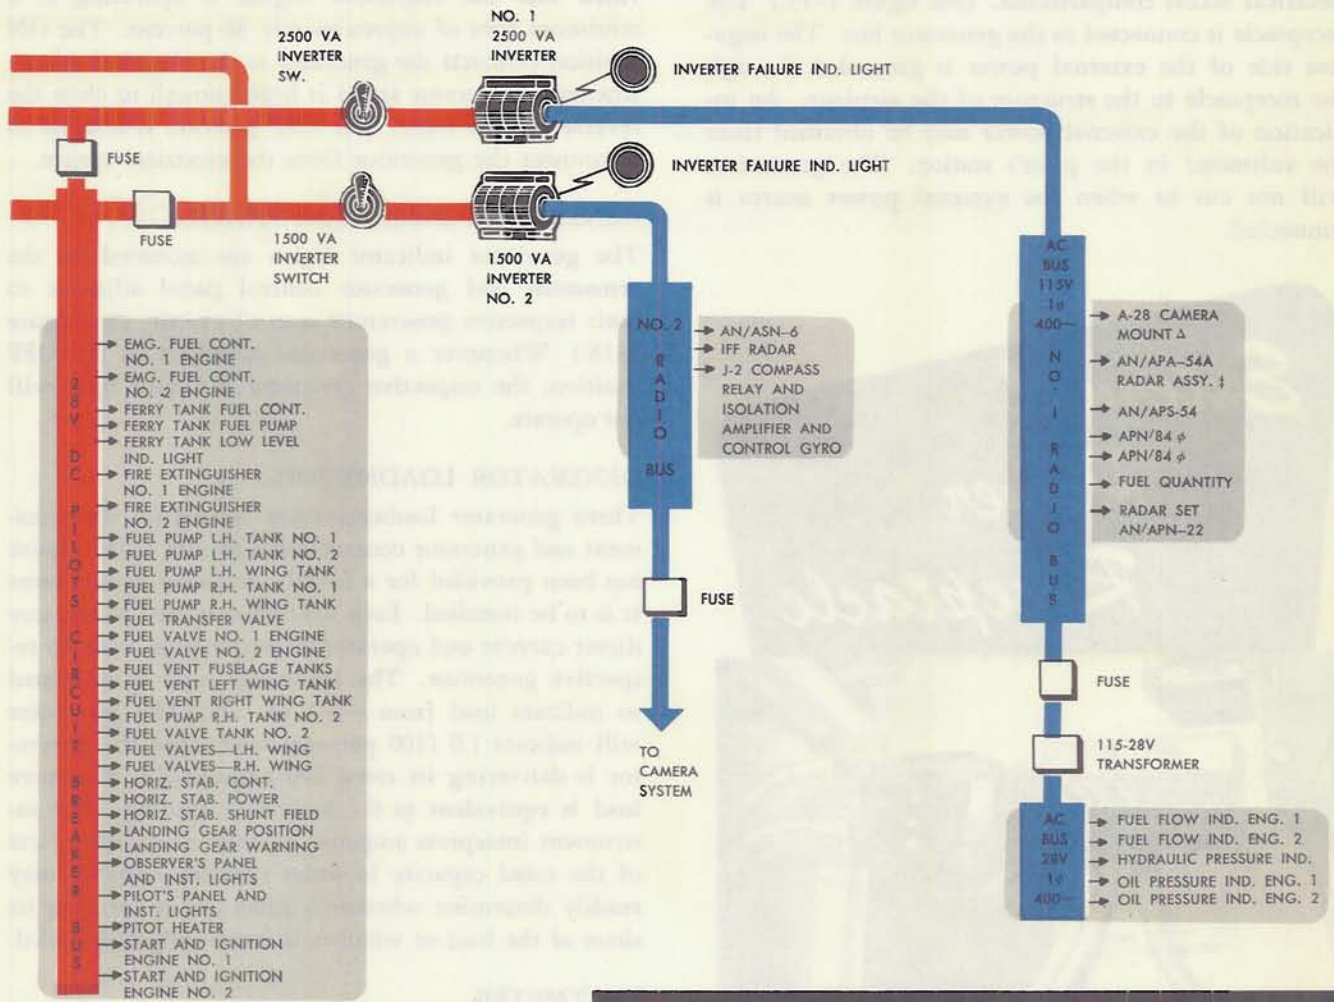 2500 VA
INVERTER
SW.
NO. 1
2500 VA
INVERTER
INVERTER FAILURE IND. LIGHT
FUSE
FUSE
1500 VA
INVERTER
SWITCH
INVERTER FAILURE IND. LIGHT
1500 VA
INVERTER
NO. 2
28V DC PILOT'S CIRCUIT BREAKER BUS
EMG. FUEL CONT.
NO. 1 ENGINE
EMG. FUEL CONT.
NO. 2 ENGINE
FERRY TANK FUEL CONT.
FERRY TANK FUEL PUMP
FERRY TANK LOW LEVEL
IND. LIGHT
FIRE EXTINGUISHER
NO. 1 ENGINE
FIRE EXTINGUISHER
NO. 2 ENGINE
FUEL PUMP L.H. TANK NO. 1
FUEL PUMP L.H. TANK NO. 2
FUEL PUMP L.H. WING TANK
FUEL PUMP R.H. TANK NO. 1
FUEL PUMP R.H. WING TANK
FUEL TRANSFER VALVE
FUEL VALVE NO. 1 ENGINE
FUEL VALVE NO. 2 ENGINE
FUEL VENT FUSELAGE TANKS
FUEL VENT LEFT WING TANK
FUEL VENT RIGHT WING TANK
FUEL PUMP R.H. TANK NO. 2
FUEL VALVE TANK NO. 2
FUEL VALVES—L.H. WING
FUEL VALVES—R.H. WING
HORIZ. STAB. CONT.
HORIZ. STAB. POWER
HORIZ. STAB. SHUNT FIELD
LANDING GEAR POSITION
LANDING GEAR WARNING
OBSERVER'S PANEL
AND INST. LIGHTS
PILOT'S PANEL AND
INST. LIGHTS
PITOT HEATER
START AND IGNITION
ENGINE NO. 1
START AND IGNITION
ENGINE NO. 2
NO. 2 RADIO BUS
AN/ASN-6
IFF RADAR
J-2 COMPASS
RELAY AND
ISOLATION
AMPLIFIER AND
CONTROL GYRO
FUSE
TO
CAMERA
SYSTEM
AC
BUS
115V
1φ
400~
NO. 1 RADIO BUS
A-28 CAMERA
MOUNT Δ
AN/APA-54A
RADAR ASSY. ‡
AN/APS-54
APN/84 φ
APN/84 φ
FUEL QUANTITY
RADAR SET
AN/APN-22
FUSE
115-28V
TRANSFORMER
AC
BUS
28V
1φ
400~
FUEL FLOW IND. ENG. 1
FUEL FLOW IND. ENG. 2
HYDRAULIC PRESSURE IND.
OIL PRESSURE IND. ENG. 1
OIL PRESSURE IND. ENG. 2